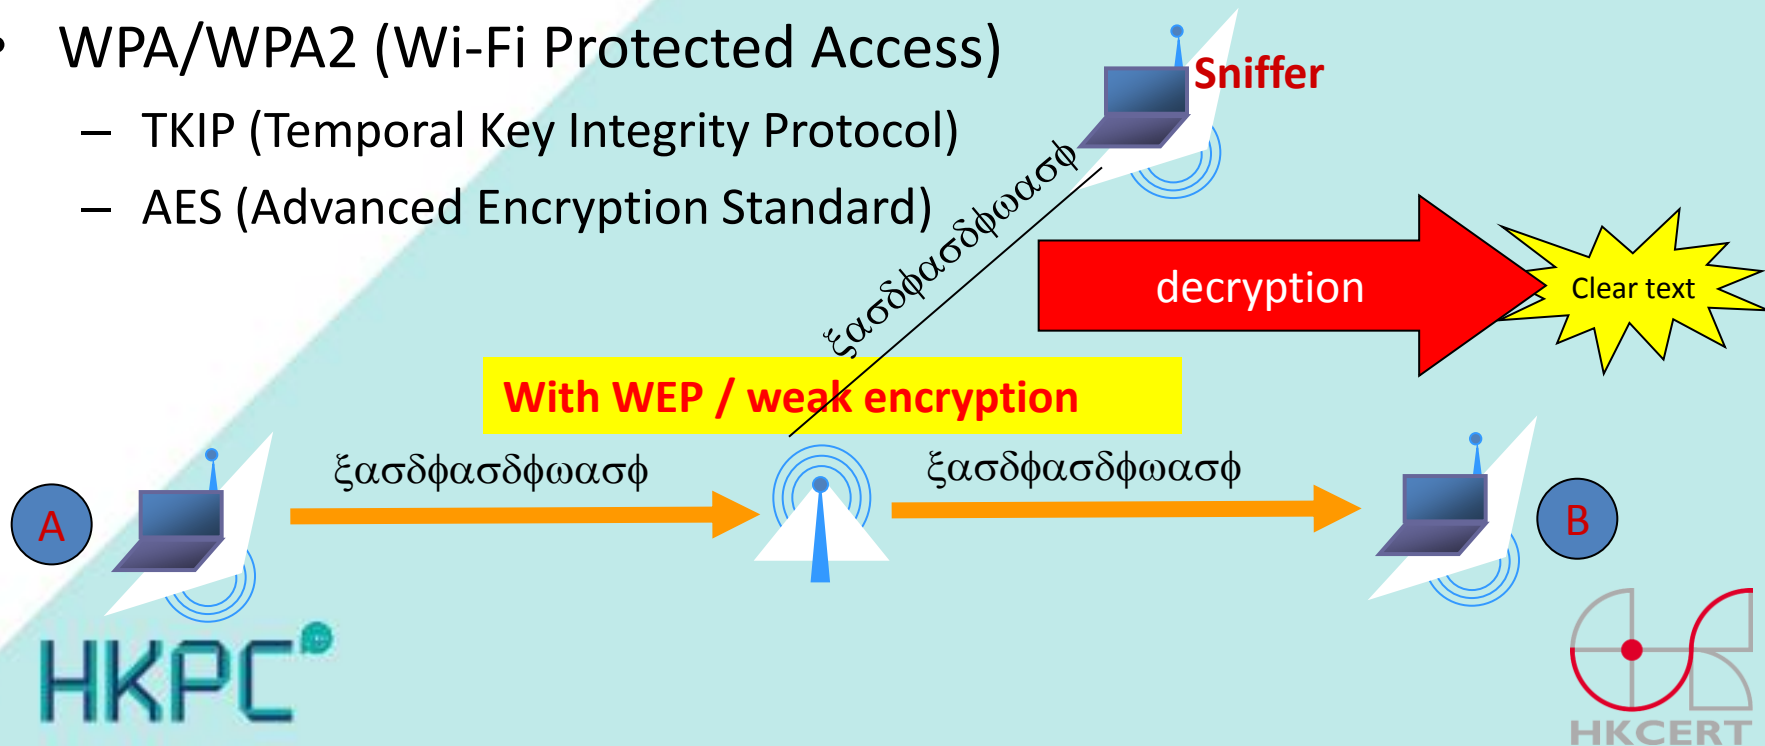 • WPA/WPA2 (Wi-Fi Protected Access)
– TKIP (Temporal Key Integrity Protocol)
– AES (Advanced Encryption Standard)
Sniffer
ξασδφασδφωασφ
decryption
Clear text
With WEP / weak encryption
ξασδφασδφωασφ
ξασδφασδφωασφ
A
B
HKPC
HKCERT